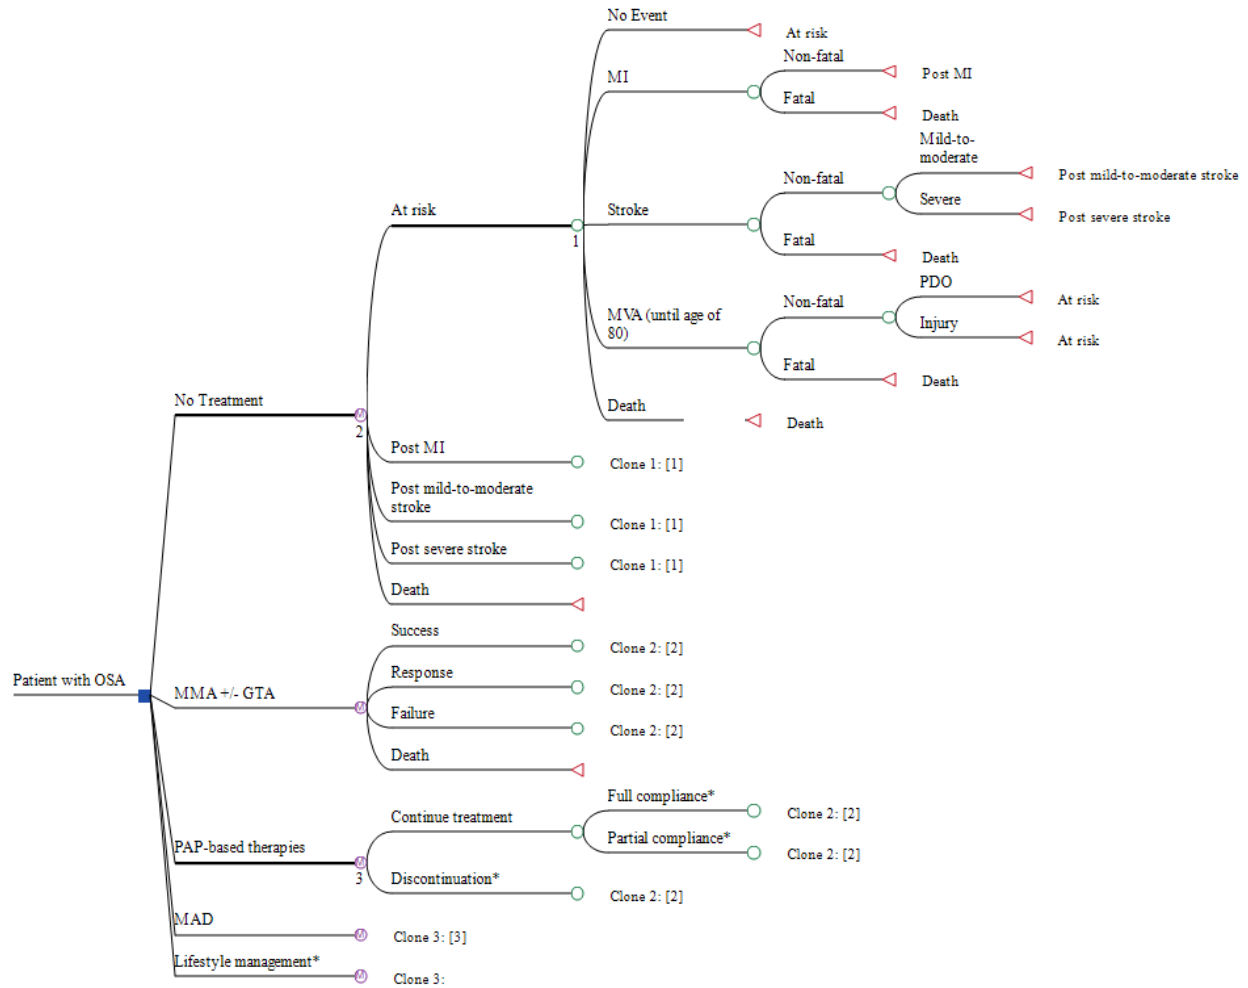 No Event
At risk
Non-fatal
MI
Post MI
Fatal
Death
Mild-to-
moderate
Post mild-to-moderate stroke
Non-fatal
Severe
At risk
Stroke
Post severe stroke
1
Fatal
Death
PDO
Non-fatal
At risk
MVA (until age of
80)
Injury
At risk
Fatal
Death
No Treatment
M
2
Death
Death
Post MI
Clone 1: [1]
Post mild-to-moderate
stroke
Clone 1: [1]
Post severe stroke
Clone 1: [1]
Death
Success
Clone 2: [2]
Patient with OSA
Response
Clone 2: [2]
MMA +/- GTA
M
Failure
Clone 2: [2]
Death
Full compliance*
Clone 2: [2]
Continue treatment
Partial compliance*
Clone 2: [2]
PAP-based therapies
M
3
Discontinuation*
Clone 2: [2]
MAD
M
Clone 3: [3]
Lifestyle management*
M
Clone 3: